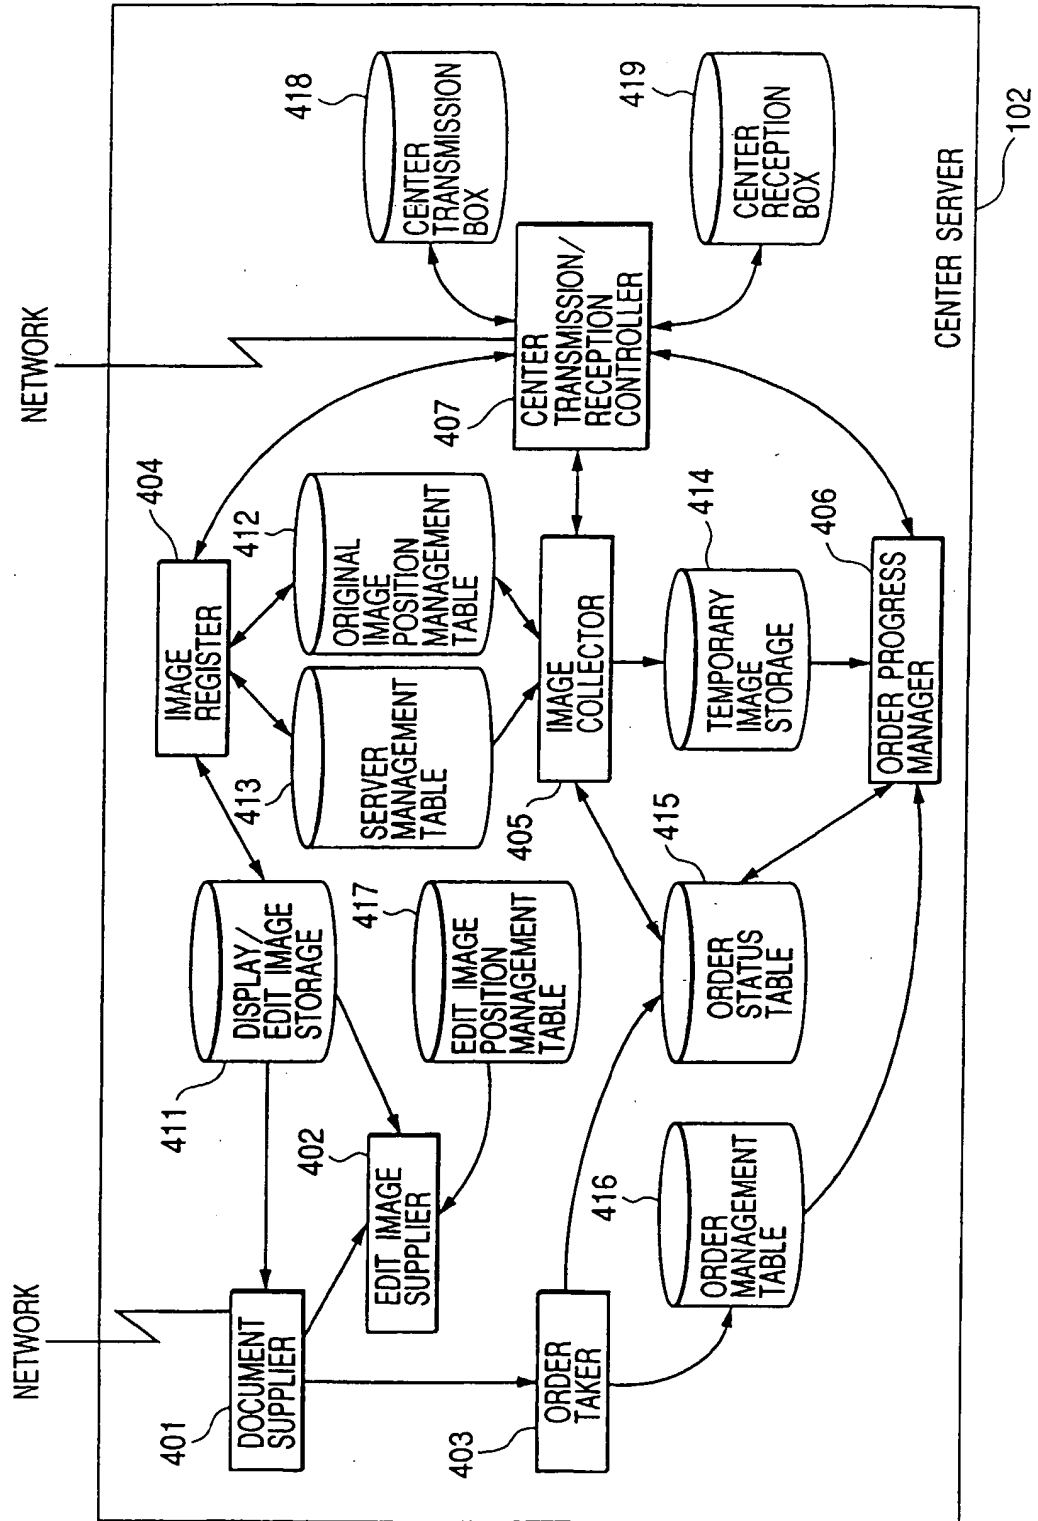 NETWORK
NETWORK
401
DOCUMENT
SUPPLIER
411
DISPLAY/
EDIT IMAGE
STORAGE
404
IMAGE
REGISTER
402
EDIT IMAGE
SUPPLIER
417
EDIT IMAGE
POSITION
MANAGEMENT
TABLE
413
SERVER
MANAGEMENT
TABLE
412
ORIGINAL
IMAGE
POSITION
MANAGEMENT
TABLE
418
CENTER
TRANSMISSION
BOX
407
CENTER
TRANSMISSION/
RECEPTION
CONTROLLER
403
ORDER
TAKER
405
IMAGE
COLLECTOR
419
CENTER
RECEPTION
BOX
416
ORDER
MANAGEMENT
TABLE
415
ORDER
STATUS
TABLE
414
TEMPORARY
IMAGE
STORAGE
406
ORDER PROGRESS
MANAGER
CENTER SERVER
102